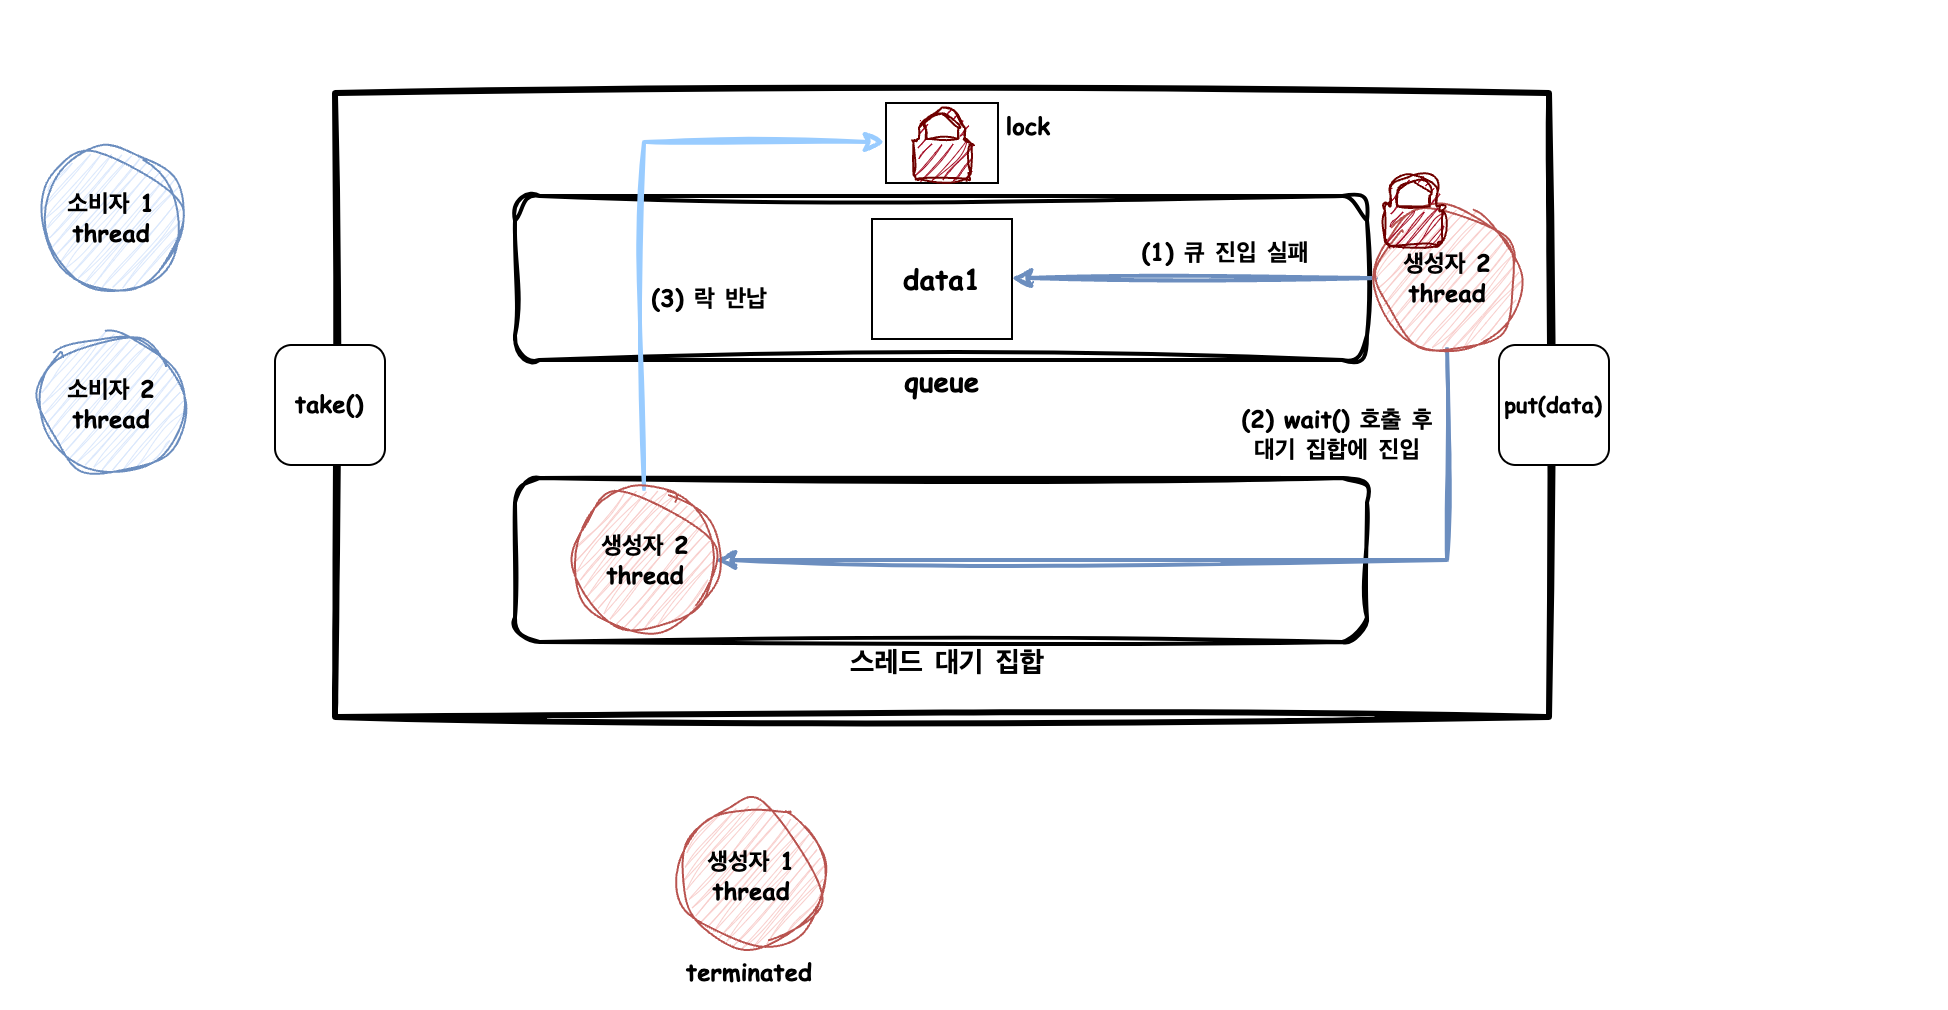 lock
소비자 1
thread
(1) 큐 진입 실패
생성자 2
thread
data1
(3) 락 반납
queue
소비자 2
thread
take()
put(data)
(2) wait() 호출 후
대기 집합에 진입
생성자 2
thread
스레드 대기 집합
생성자 1
thread
terminated